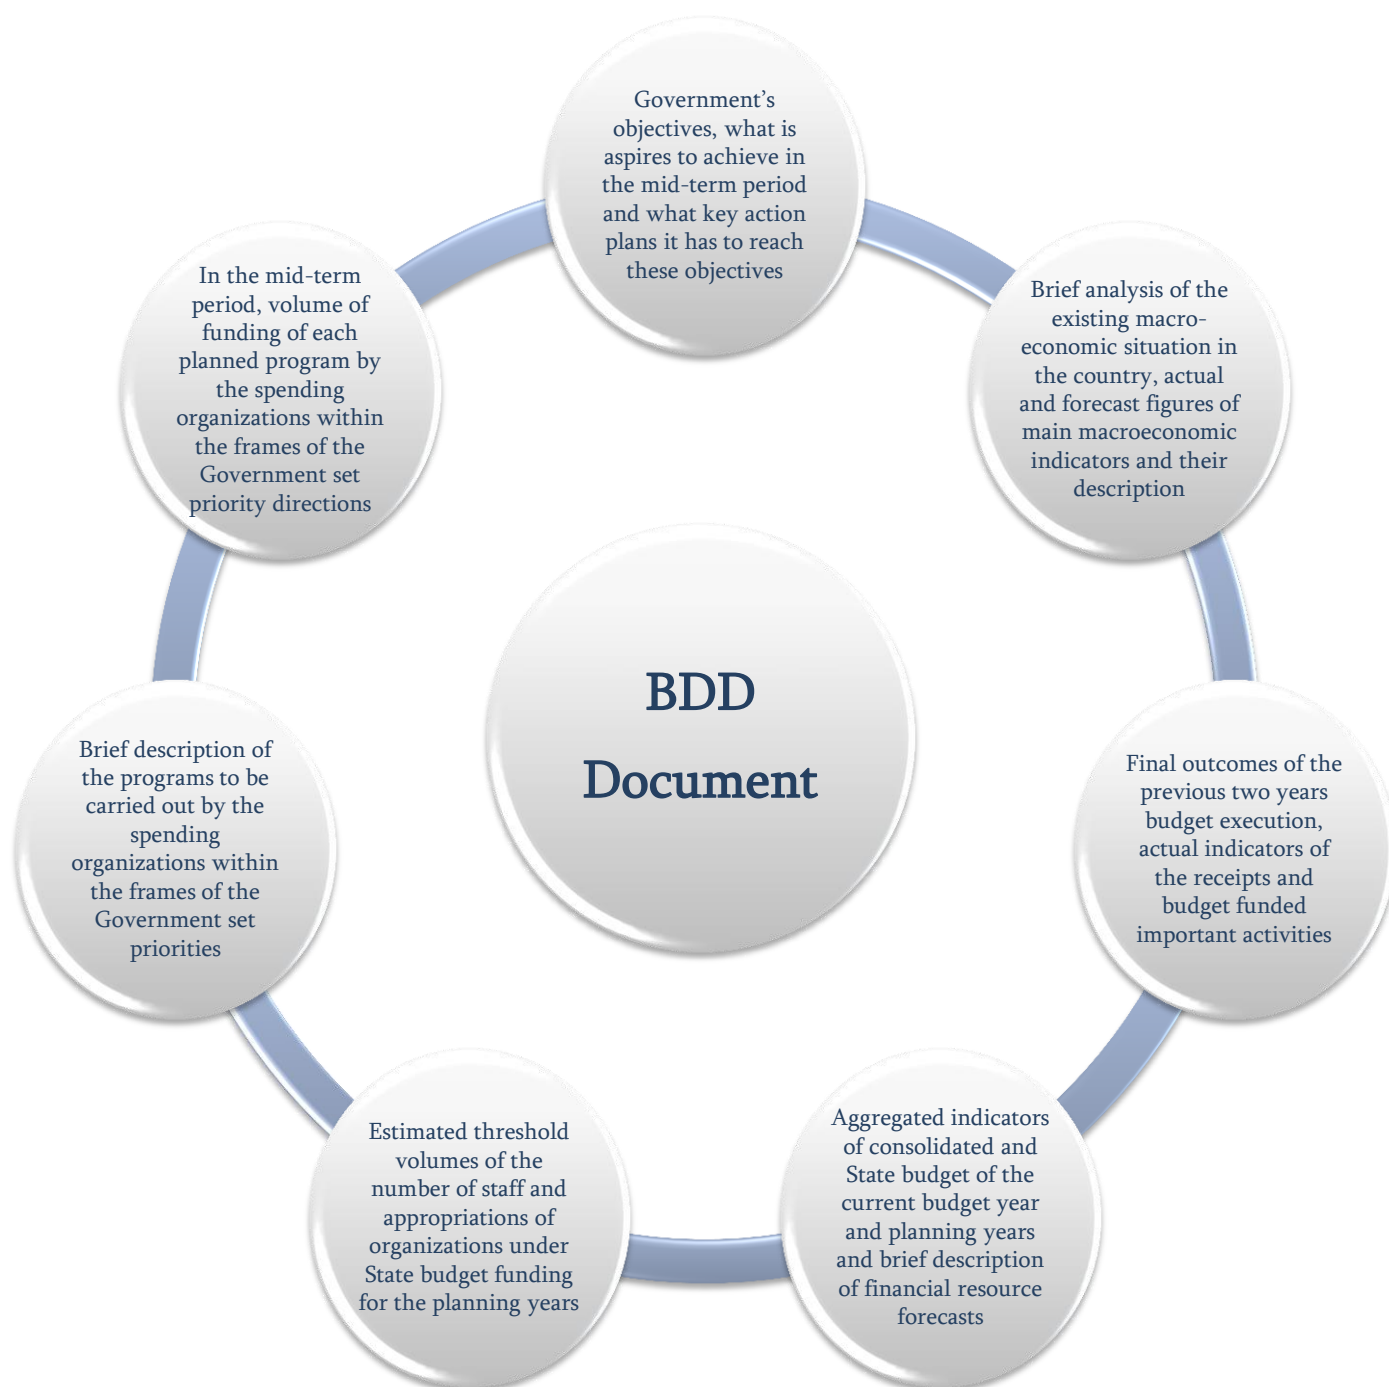 Government’s
objectives, what is
aspires to achieve in
the mid-term period
and what key action
plans it has to reach
these objectives
Brief analysis of the
existing macro-
economic situation in
the country, actual
and forecast figures of
main macroeconomic
indicators and their
description
Final outcomes of the
previous two years
budget execution,
actual indicators of
the receipts and
budget funded
important activities
Aggregated indicators
of consolidated and
State budget of the
current budget year
and planning years
and brief description
of financial resource
forecasts
Estimated threshold
volumes of the
number of staff and
appropriations of
organizations under
State budget funding
for the planning years
Brief description of
the programs to be
carried out by the
spending
organizations within
the frames of the
Government set
priorities
In the mid-term
period, volume of
funding of each
planned program by
the spending
organizations within
the frames of the
Government set
priority directions
BDD
Document